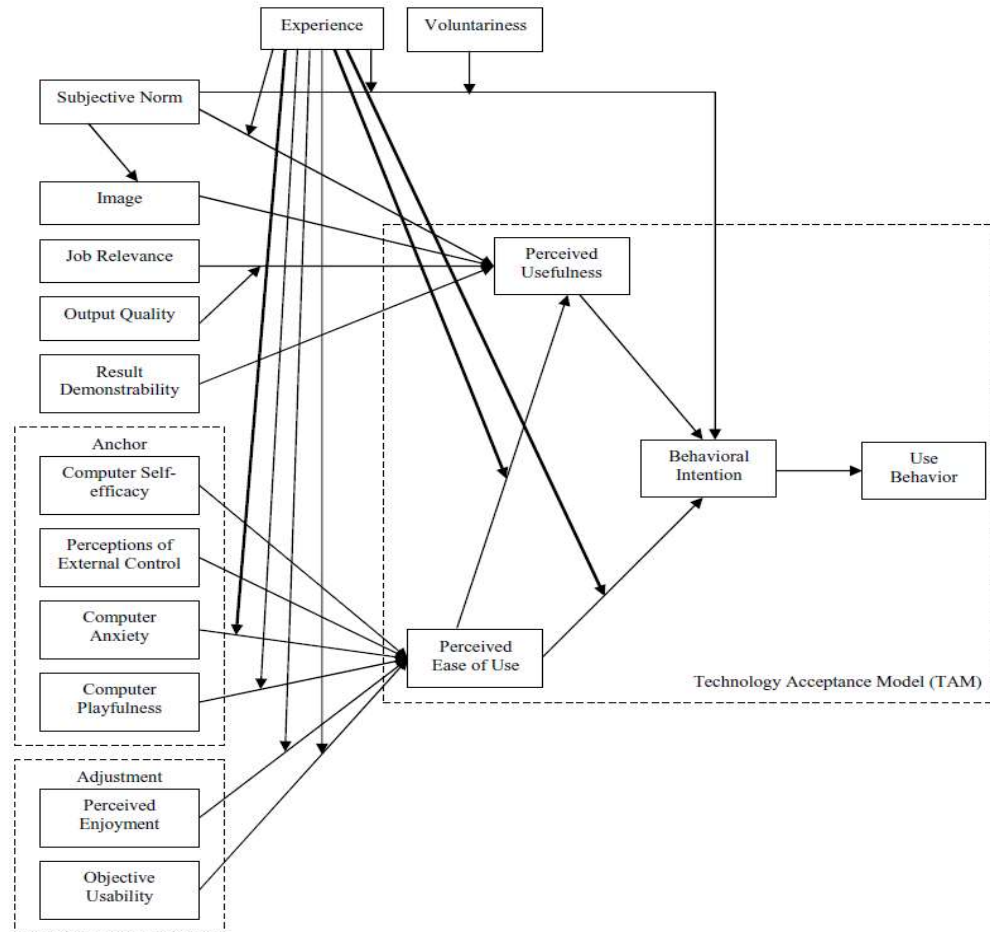 Experience
Voluntariness
Subjective Norm
Image
Job Relevance
Output Quality
Result
Demonstrability
Anchor
Computer Self-
efficacy
Perceptions of
External Control
Computer
Anxiety
Computer
Playfulness
Adjustment
Perceived
Enjoyment
Objective
Usability
Perceived
Usefulness
Perceived
Ease of Use
Behavioral
Intention
Use
Behavior
Technology Acceptance Model (TAM)